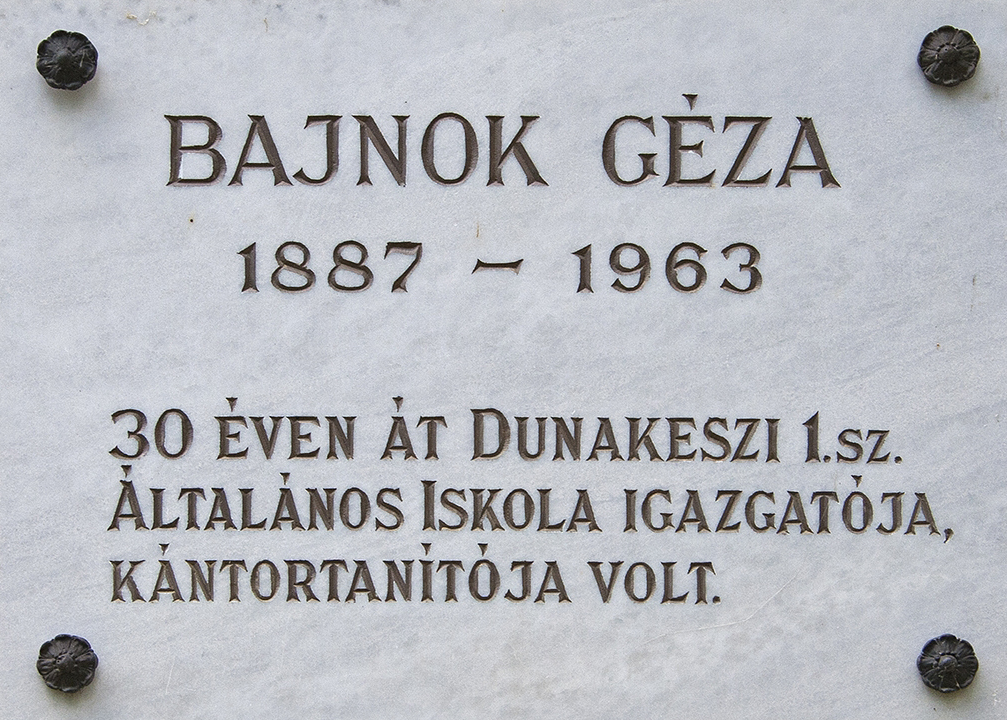 BAJNOK GÉZA
1887 - 1963
30 ÉVEN ÁT DUNAKESZI 1.SZ.
ÁLTALÁNOS ISKOLA IGAZGATÓJA,
KÁNTORTANÍTÓJA VOLT.